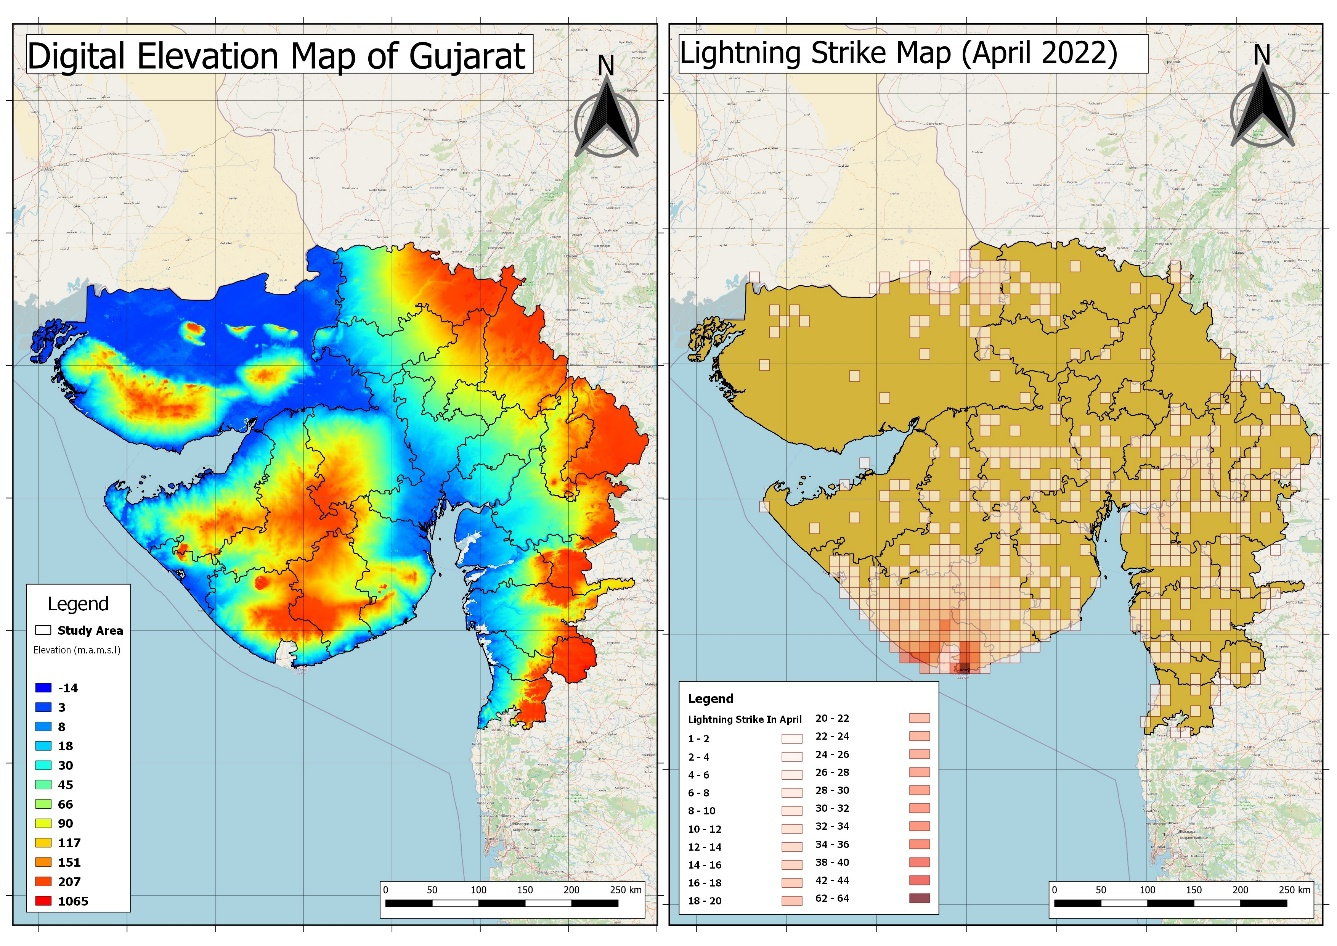 Digital Elevation Map of Gujarat
N
Legend
Study Area
Elevation (m.a.m.s.l)
-14
3
8
18
30
45
66
90
117
151
207
1065
0 50 100 150 200 250 km
Lightning Strike Map (April 2022)
N
Legend
Lightning Strike In April
1 - 2
2 - 4
4 - 6
6 - 8
8 - 10
10 - 12
12 - 14
14 - 16
16 - 18
18 - 20
20 - 22
22 - 24
24 - 26
26 - 28
28 - 30
30 - 32
32 - 34
34 - 36
38 - 40
42 - 44
62 - 64
0 50 100 150 200 250 km